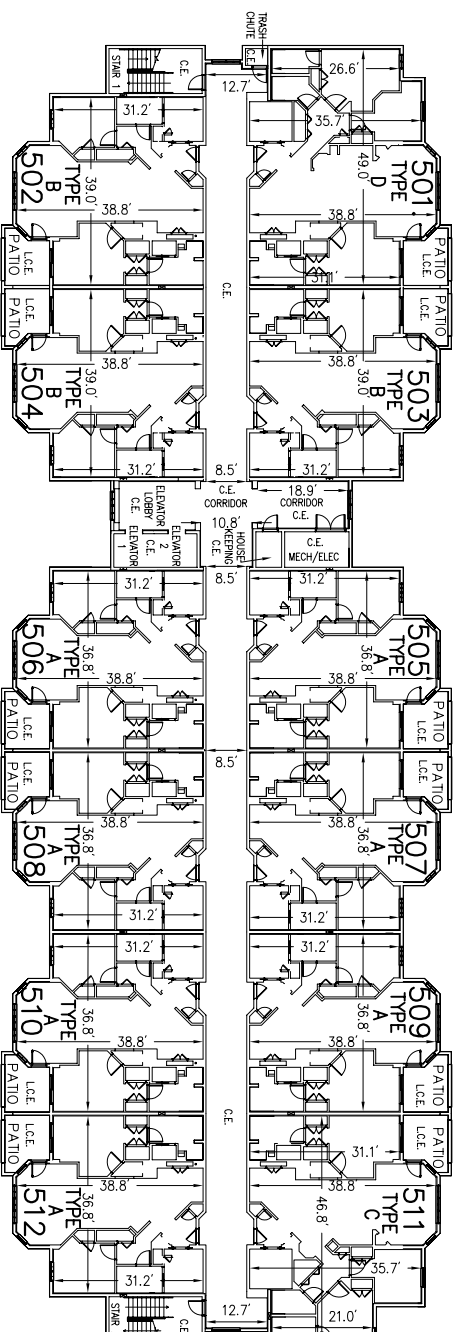 TRASH
CHUTE
C.E.
STAIR 1
C.E.
12.7'
26.6'
35.7'
31.2'
501
TYPE
D
49.0'
38.8'
31.1'
502
TYPE
B
39.0'
38.8'
PATIO
L.C.E.
L.C.E.
PATIO
C.E.
L.C.E.
PATIO
PATIO
L.C.E.
503
TYPE
B
39.0'
38.8'
504
TYPE
B
39.0'
38.8'
31.2'
31.2'
8.5'
C.E.
CORRIDOR
18.9'
CORRIDOR
C.E.
ELEVATOR
LOBBY
C.E.
10.8'
ELEVATOR
1
C.E.
ELEVATOR
2
HOUSE
KEEPING
C.E.
C.E.
MECH/ELEC
8.5'
31.2'
31.2'
505
TYPE
A
36.8'
38.8'
506
TYPE
A
36.8'
38.8'
PATIO
L.C.E.
L.C.E.
PATIO
8.5'
L.C.E.
PATIO
PATIO
L.C.E.
507
TYPE
A
36.8'
38.8'
508
TYPE
A
36.8'
38.8'
31.2'
31.2'
31.2'
31.2'
509
TYPE
A
36.8'
38.8'
510
TYPE
A
36.8'
38.8'
PATIO
L.C.E.
L.C.E.
PATIO
C.E.
L.C.E.
PATIO
PATIO
L.C.E.
31.1'
511
TYPE
C
38.8'
46.8'
35.7'
512
TYPE
A
36.8'
38.8'
31.2'
12.7'
21.0'
STAIR
C.E.